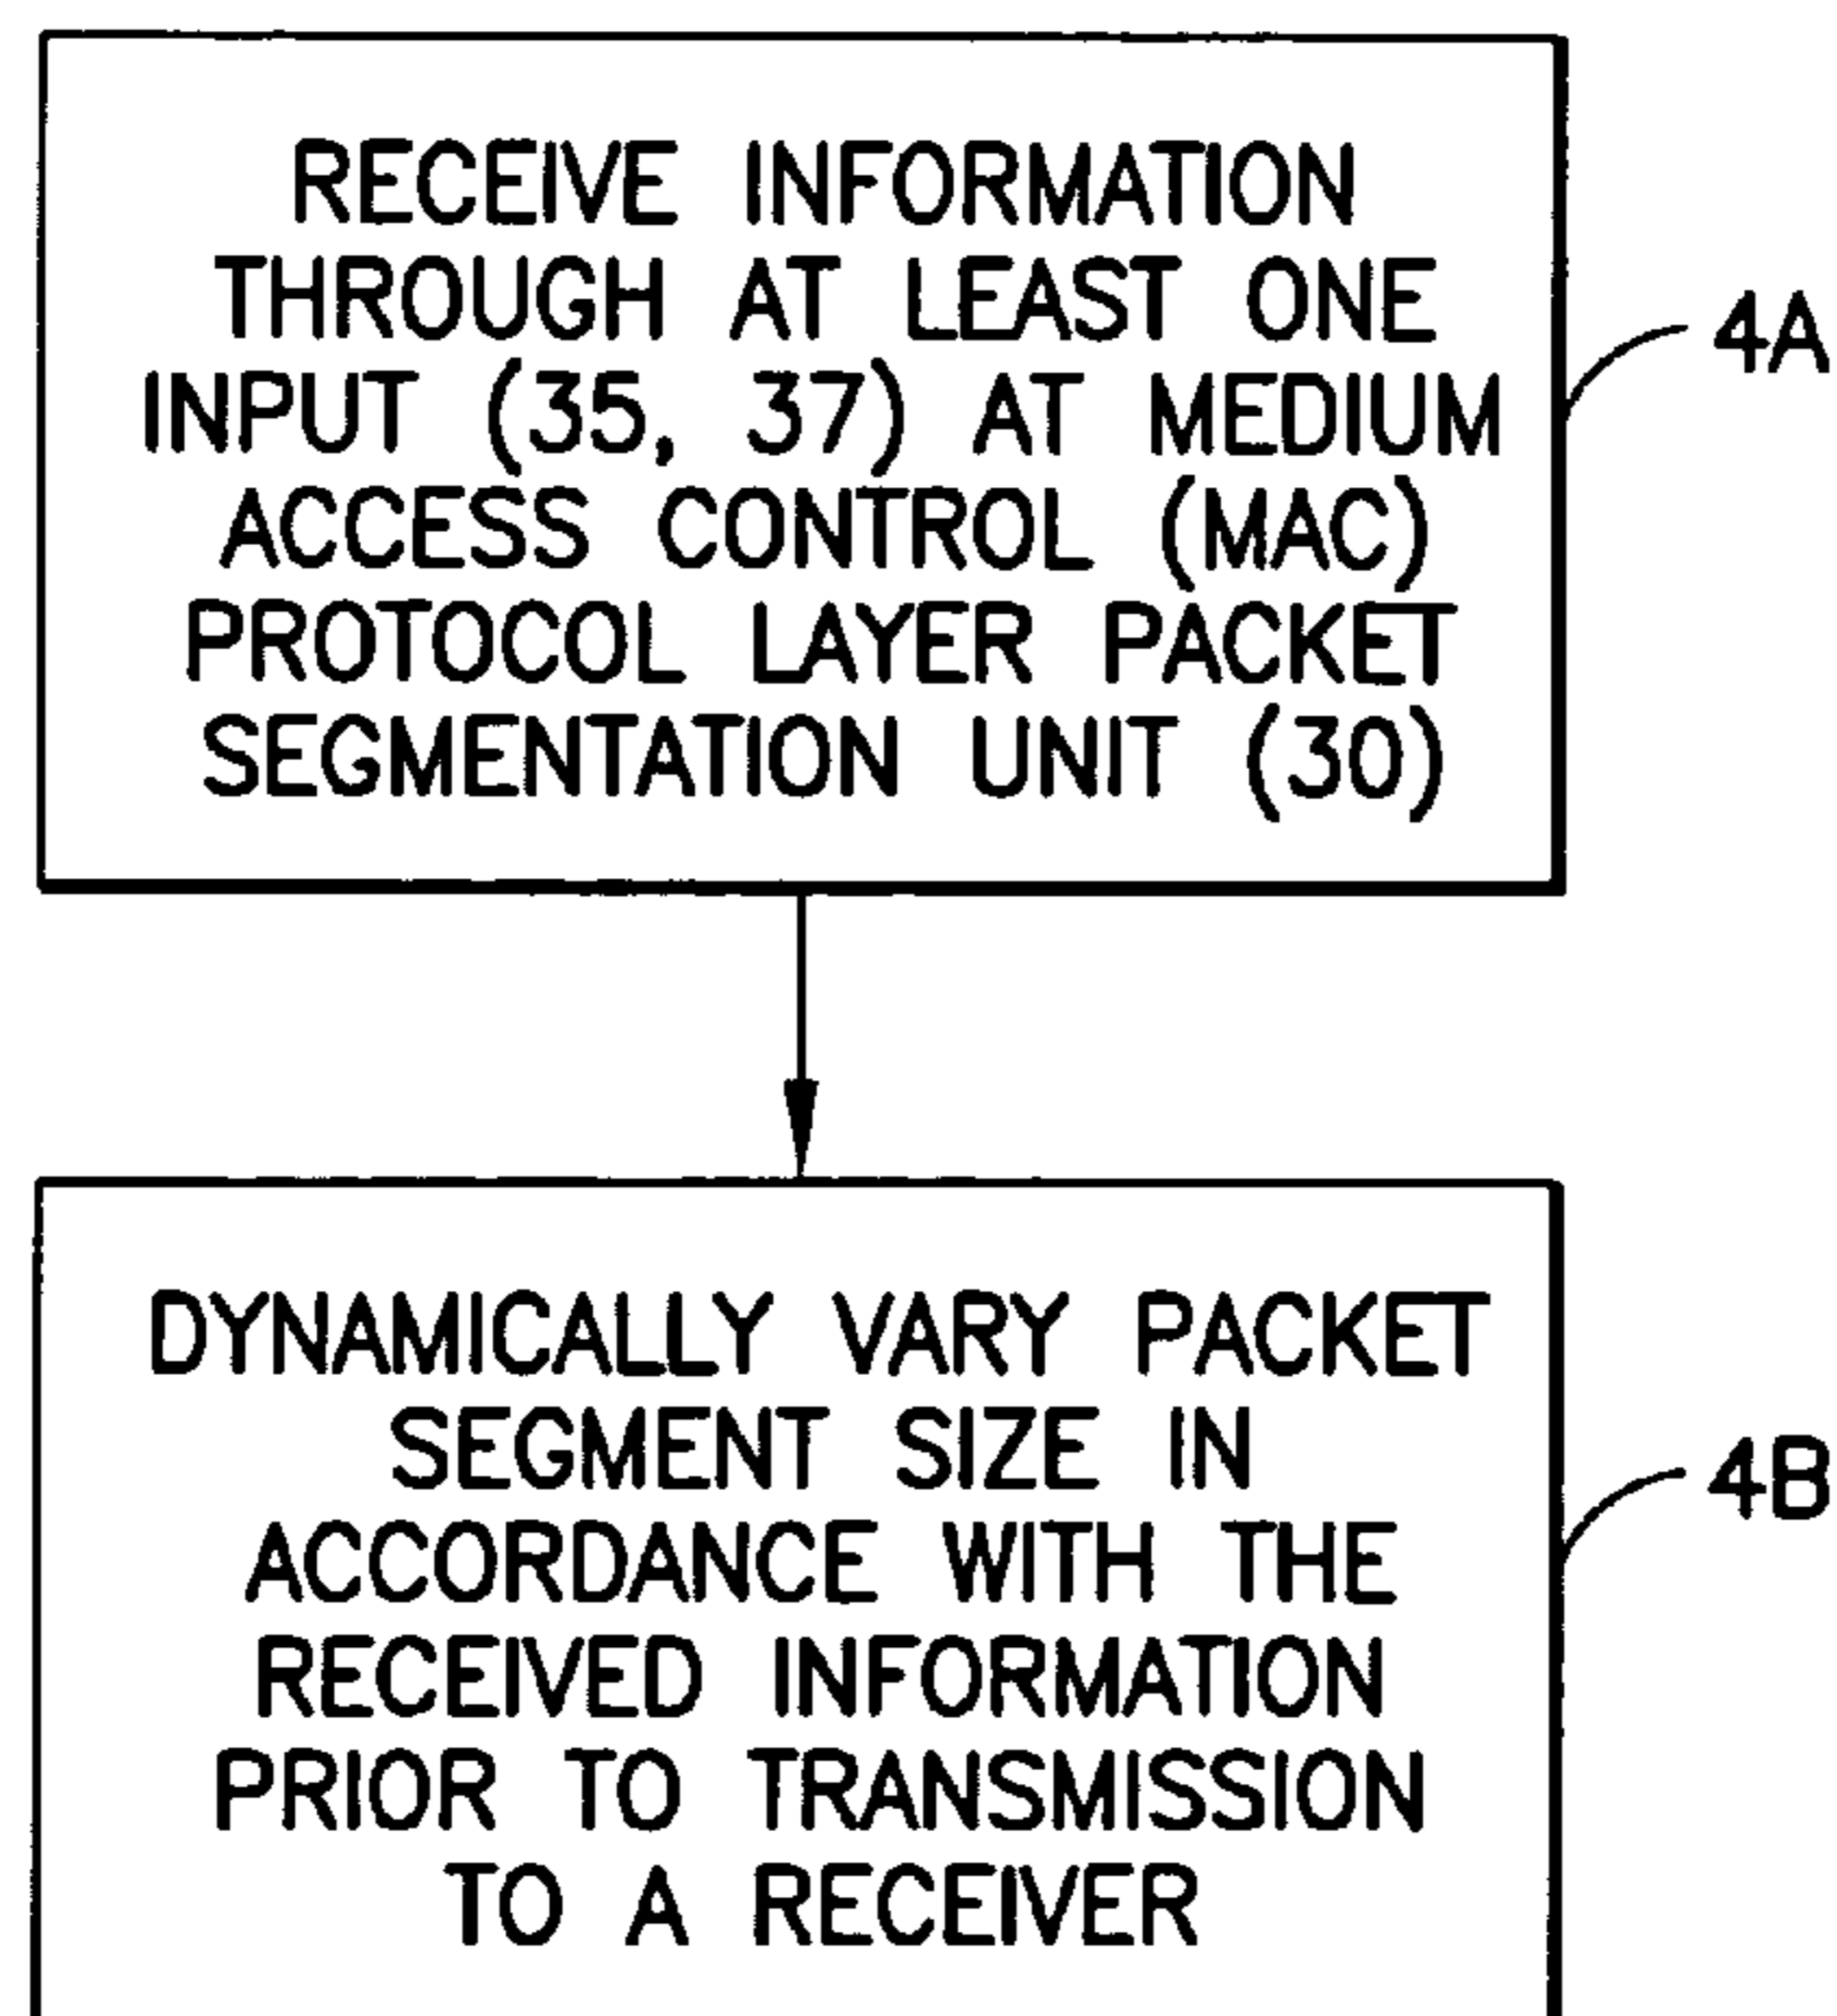 RECEIVE INFORMATION
THROUGH AT LEAST ONE
INPUT (35, 37) AT MEDIUM
ACCESS CONTROL (MAC)
PROTOCOL LAYER PACKET
SEGMENTATION UNIT (30)
4A
DYNAMICALLY VARY PACKET
SEGMENT SIZE IN
ACCORDANCE WITH THE
RECEIVED INFORMATION
PRIOR TO TRANSMISSION
TO A RECEIVER
4B